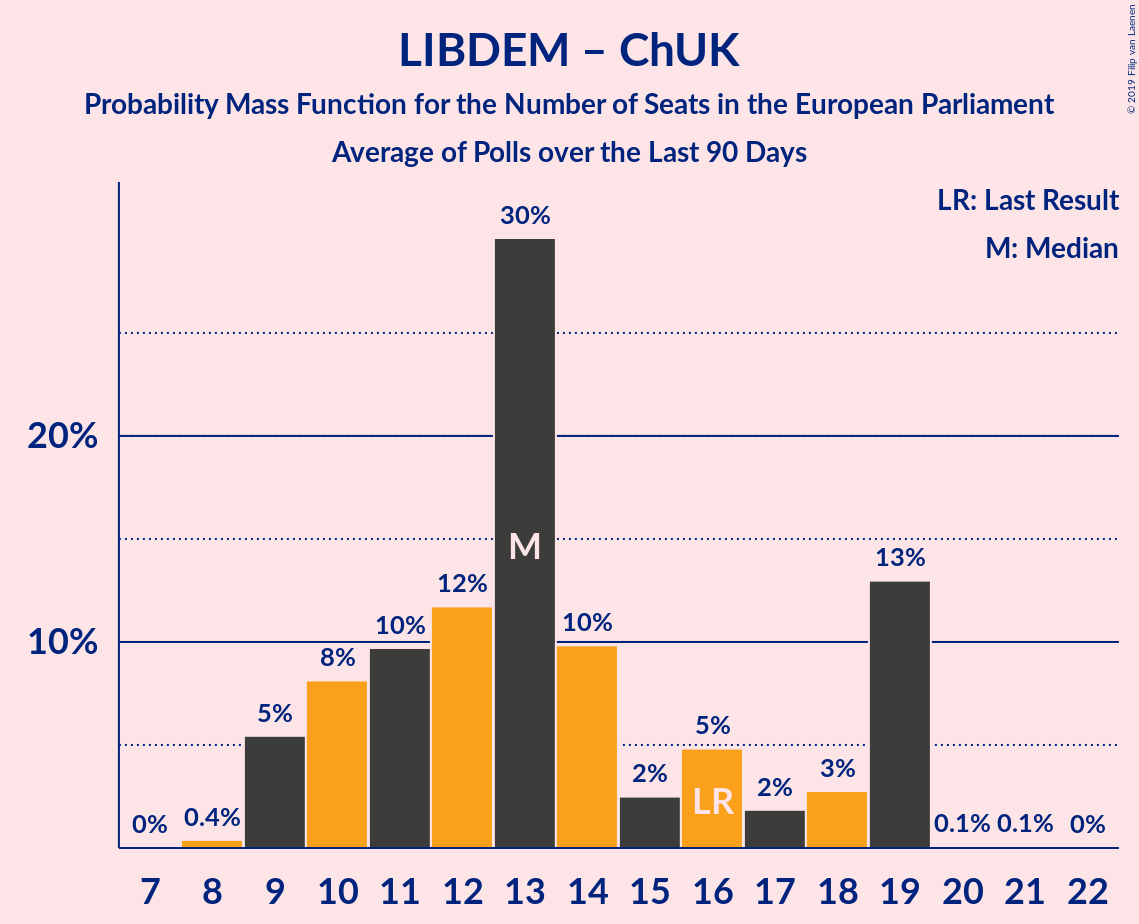 LIBDEM – ChUK
Probability Mass Function for the Number of Seats in the European Parliament
Average of Polls over the Last 90 Days
© 2019 Filip van Laenen
LR: Last Result
M: Median
30%
20%
10%
0%
0.4%
5%
8%
10%
12%
M
10%
2%
5%
LR
2%
3%
13%
0.1%
0.1%
0%
7 8 9 10 11 12 13 14 15 16 17 18 19 20 21 22